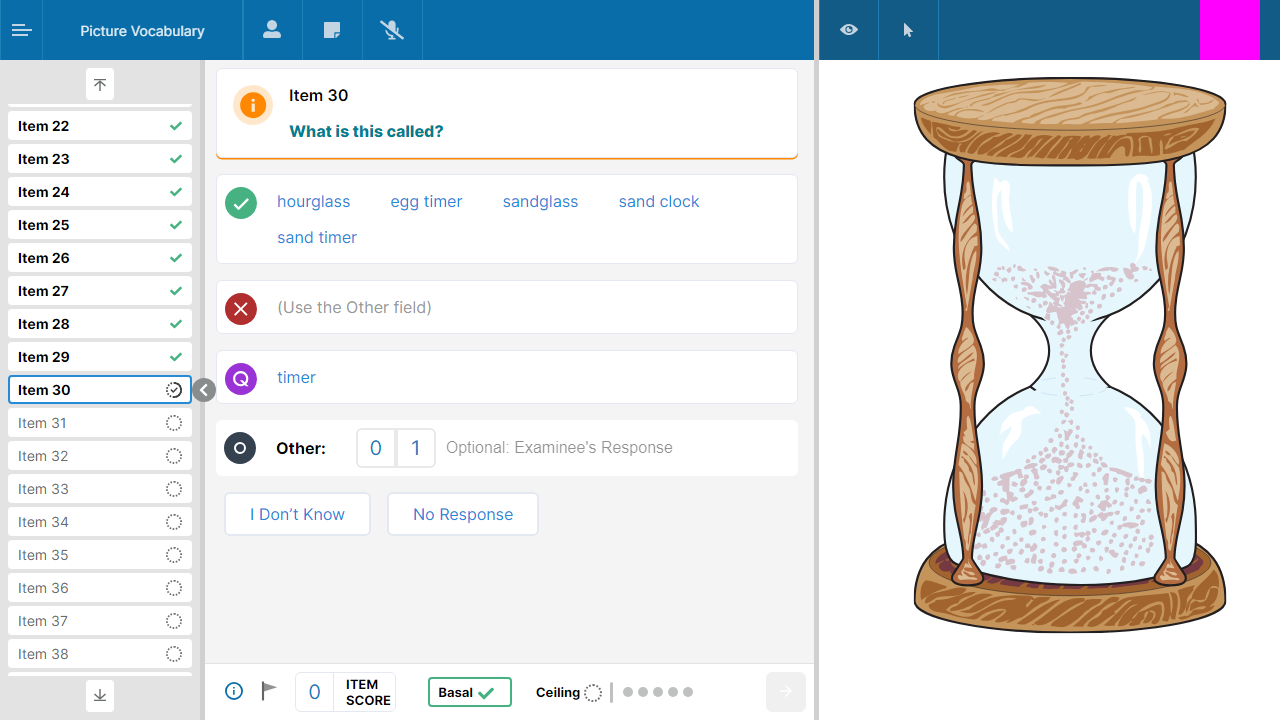 Picture Vocabulary
Item 22
Item 23
Item 24
Item 25
Item 26
Item 27
Item 28
Item 29
Item 30
Item 31
Item 32
Item 33
Item 34
Item 35
Item 36
Item 37
Item 38
Item 30
What is this called?
hourglass egg timer sandglass sand clock
sand timer
(Use the Other field)
Q timer
Other: 0 1 Optional: Examinee's Response
I Don't Know No Response
0 ITEM SCORE Basal Ceiling